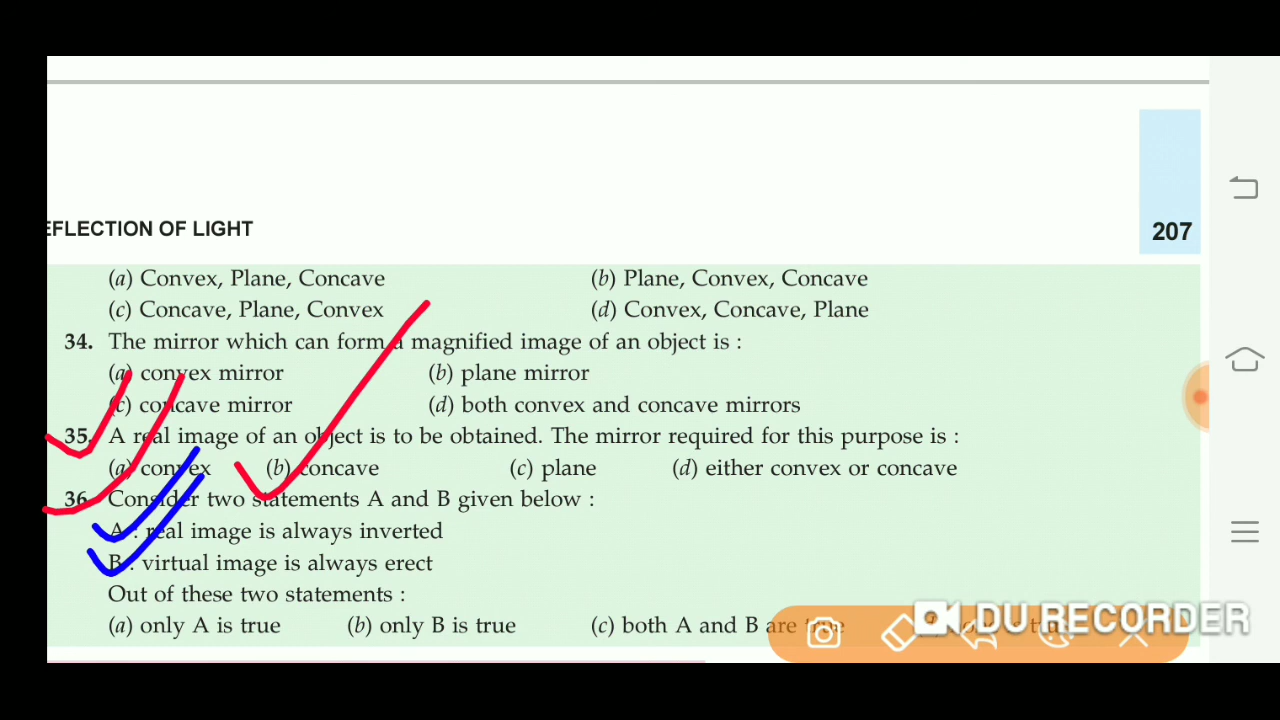 EFLECTION OF LIGHT
207
(a) Convex, Plane, Concave (b) Plane, Convex, Concave
(c) Concave, Plane, Convex (d) Convex, Concave, Plane
34. The mirror which can form a magnified image of an object is :
(a) convex mirror (b) plane mirror
(c) concave mirror (d) both convex and concave mirrors
35. A real image of an object is to be obtained. The mirror required for this purpose is :
(a) convex (b) concave (c) plane (d) either convex or concave
36. Consider two statements A and B given below :
A : real image is always inverted
B : virtual image is always erect
Out of these two statements :
(a) only A is true (b) only B is true (c) both A and B are true
DU RECORDER